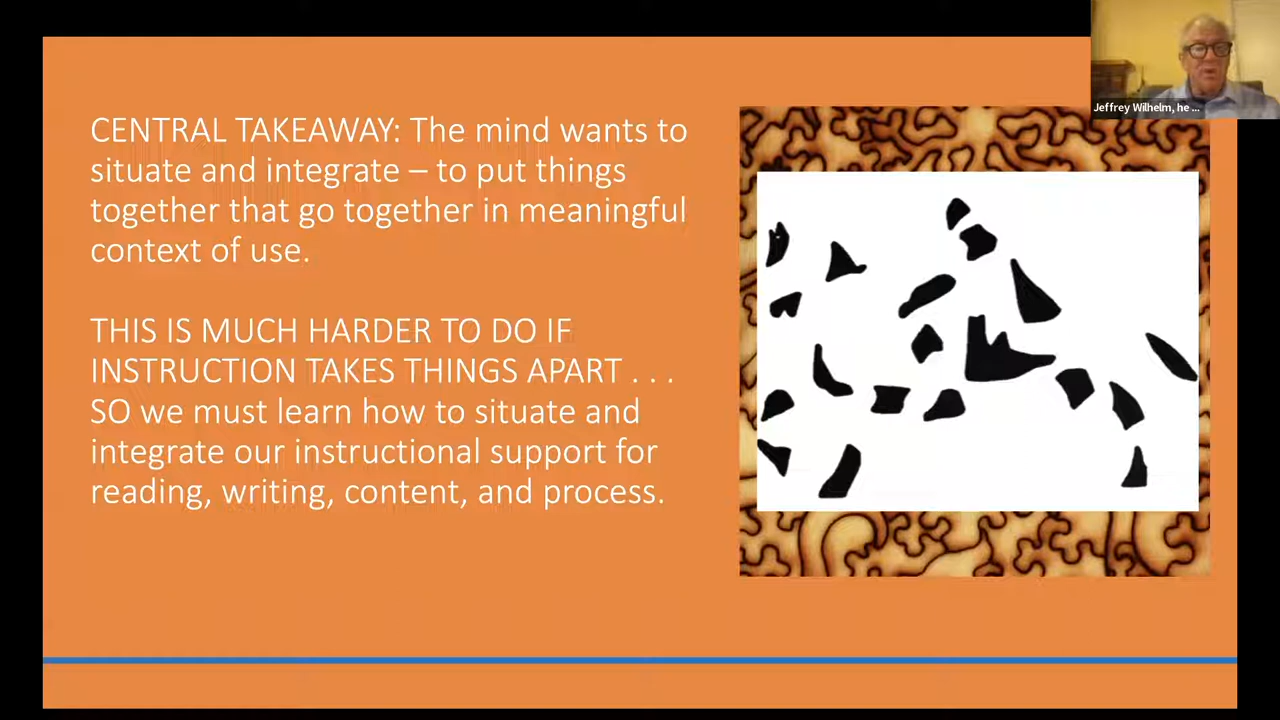 CENTRAL TAKEAWAY: The mind wants to
situate and integrate – to put things
together that go together in meaningful
context of use.
THIS IS MUCH HARDER TO DO IF
INSTRUCTION TAKES THINGS APART . . .
SO we must learn how to situate and
integrate our instructional support for
reading, writing, content, and process.
Jeffrey Wilhelm, he ...